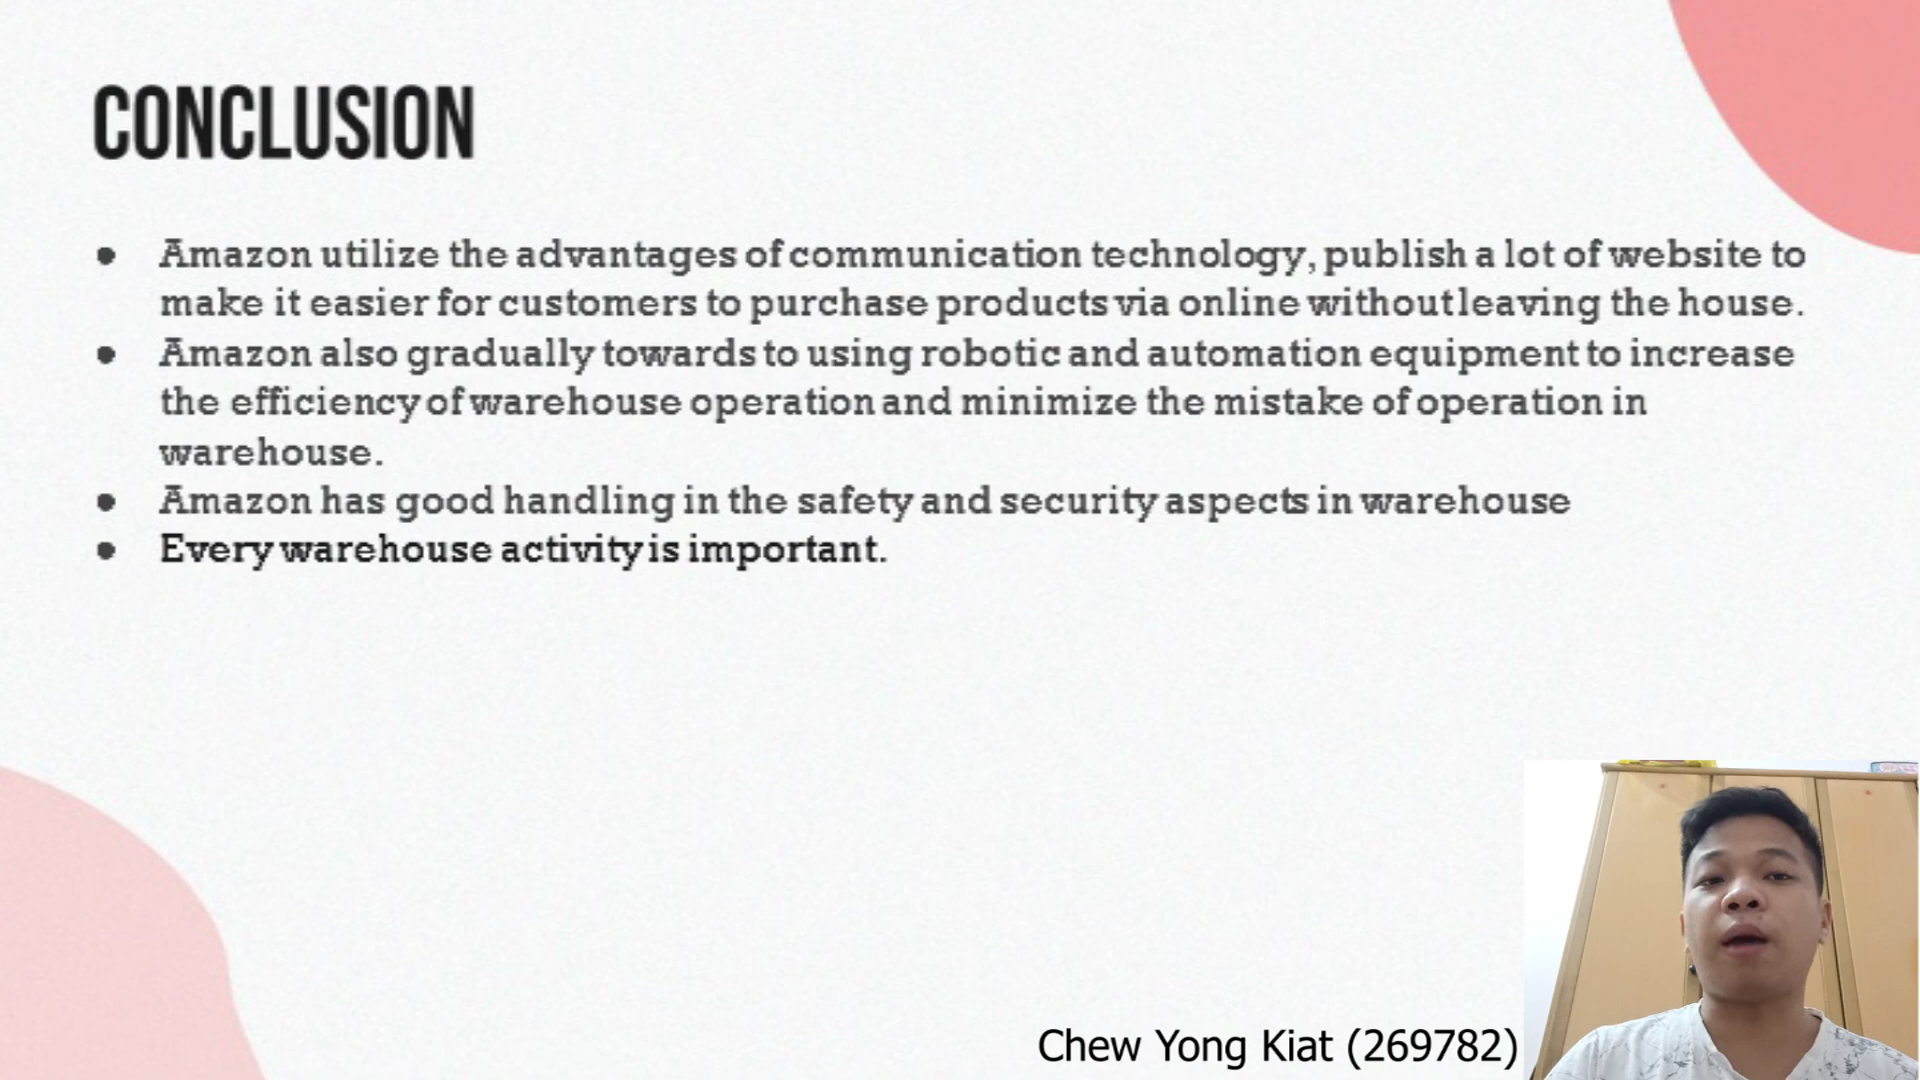 CONCLUSION
• Amazon utilize the advantages of communication technology, publish a lot of website to
make it easier for customers to purchase products via online without leaving the house.
• Amazon also gradually towards to using robotic and automation equipment to increase
the efficiency of warehouse operation and minimize the mistake of operation in
warehouse.
• Amazon has good handling in the safety and security aspects in warehouse
• Every warehouse activity is important.
Chew Yong Kiat (269782)